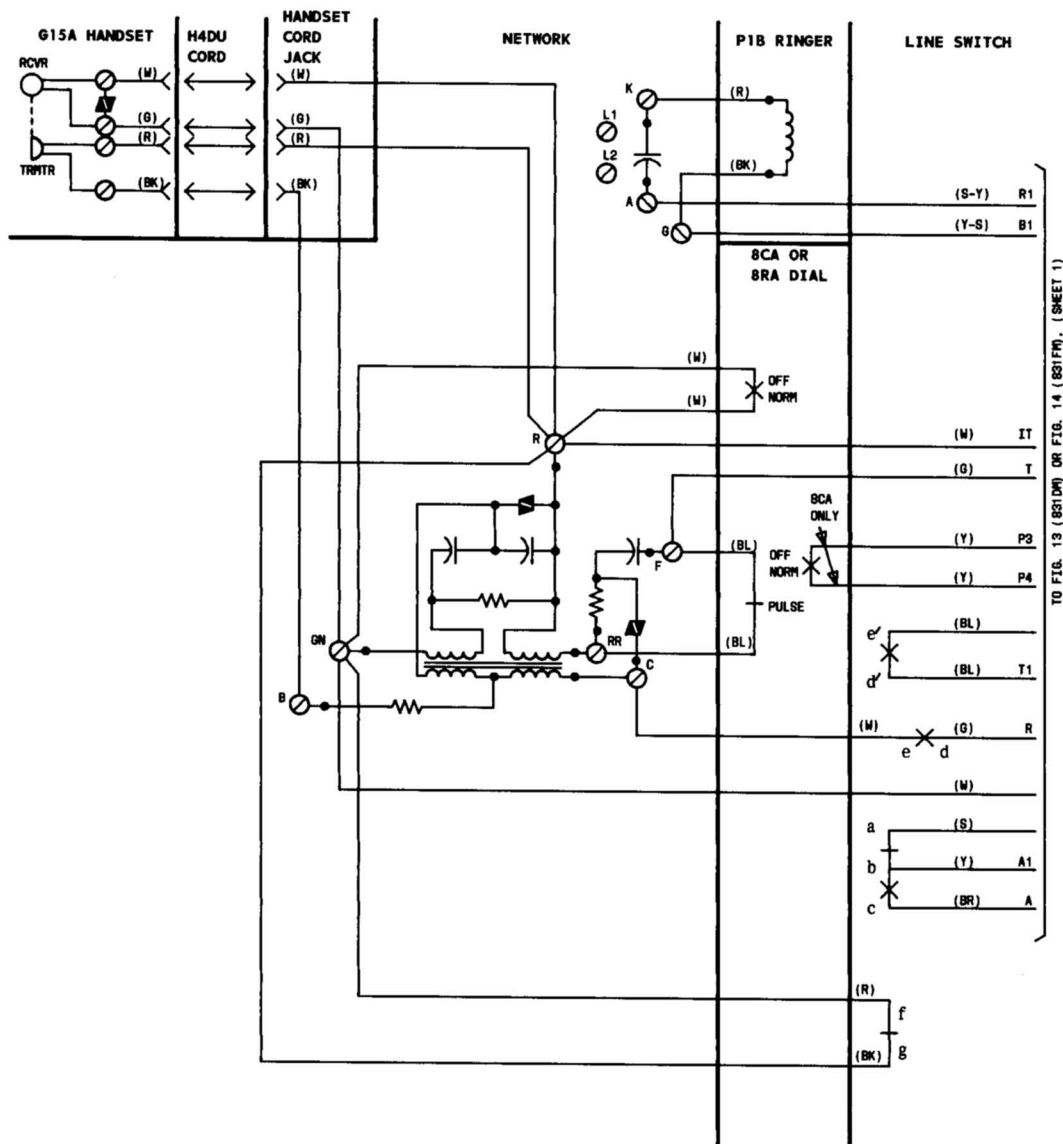 G15A HANDSET
H4DU CORD
HANDSET CORD JACK
NETWORK
P1B RINGER
LINE SWITCH
RCVR
(W)
(W)
K
(R)
L1
(G)
(G)
(R)
(R)
L2
TRMTR
(BK)
(BK)
(BK)
A
(S-Y) R1
G
(Y-S) B1
8CA OR
8RA DIAL
(W)
OFF
NORM
(W)
R
(W) IT
(G) T
8CA
ONLY
F
(BL)
(Y) P3
OFF
NORM
(Y) P4
PULSE
(BL)
e'
GN
RR
(BL)
C
d'
(BL) T1
B
(W)
(G) R
e d
(W)
a
(S)
b
(Y) A1
c
(BR) A
(R)
f
g
(BK)
TO FIG. 13 (831DM) OR FIG. 14 (831FM), (SHEET 1)